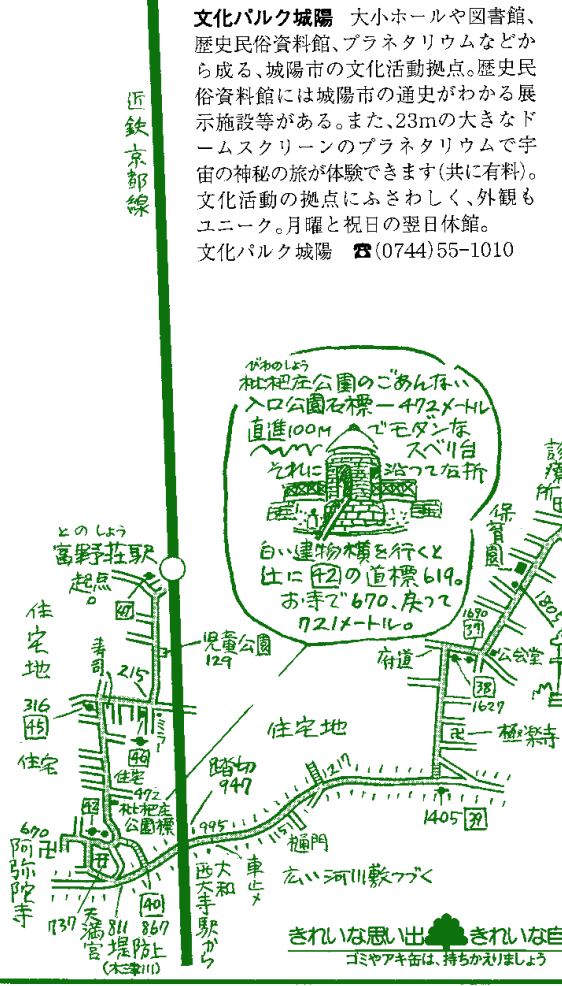 文化パルク城陽　大小ホールや図書館、
歴史民俗資料館、プラネタリウムなどか
ら成る、城陽市の文化活動拠点。歴史民
俗資料館には城陽市の通史がわかる展
示施設等がある。また、23mの大きなド
ームスクリーンのプラネタリウムで宇
宙の神秘の旅が体験できます(共に有料)。
文化活動の拠点にふさわしく、外観も
ユニーク。月曜と祝日の翌日休館。
文化パルク城陽　☎(0744)55-1010
近鉄京都線
びわのしょう
枇杷庄公園のごあんない
入口公園石標－472メートル
直進100M でモダンな
スベリ台
それに 沿って右折
白い建物横を行くと
辻に42の道標619。
お寺で670、戻って
721メートル。
診療所
保育園
とのしょう
富野荘駅
起点
47
住宅地
寿司
215
児童公園
129
316
45
ミラー
46
住宅
住宅
472
枇杷庄
公園標
670
卍
阿弥陀寺
737
天満宮
811
867
堤防上
(木津川)
40
踏切
947
995
大和西大寺駅から
車止メ
1151
樋門
1217
住宅地
広い河川敷つづく
1405 39
卍
極楽寺
府道
1690
37
公会堂
38
1627
1805
きれいな思い出
きれいな自
ゴミやアキ缶は、持ちかえりましょう